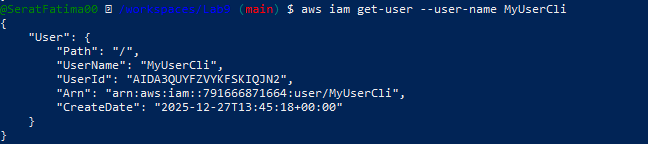 @SeratFatima00 (main) $ aws iam get-user --user-name MyUserCli
{
    "User": {
        "Path": "/",
        "UserName": "MyUserCli",
        "UserId": "AIDA3QUYFZVYKFSKIQJN2",
        "Arn": "arn:aws:iam::791666871664:user/MyUserCli",
        "CreateDate": "2025-12-27T13:45:18+00:00"
    }
}